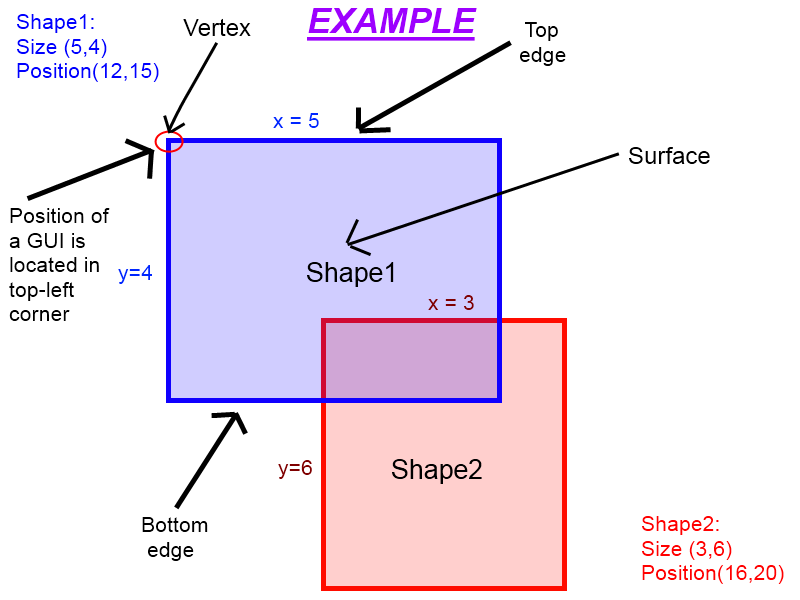 Shape1:
Size (5,4)
Position(12,15)
Vertex
EXAMPLE
Top
edge
x = 5
Surface
Position of
a GUI is
located in
top-left
corner
y=4
Shape1
x = 3
y=6
Shape2
Bottom
edge
Shape2:
Size (3,6)
Position(16,20)